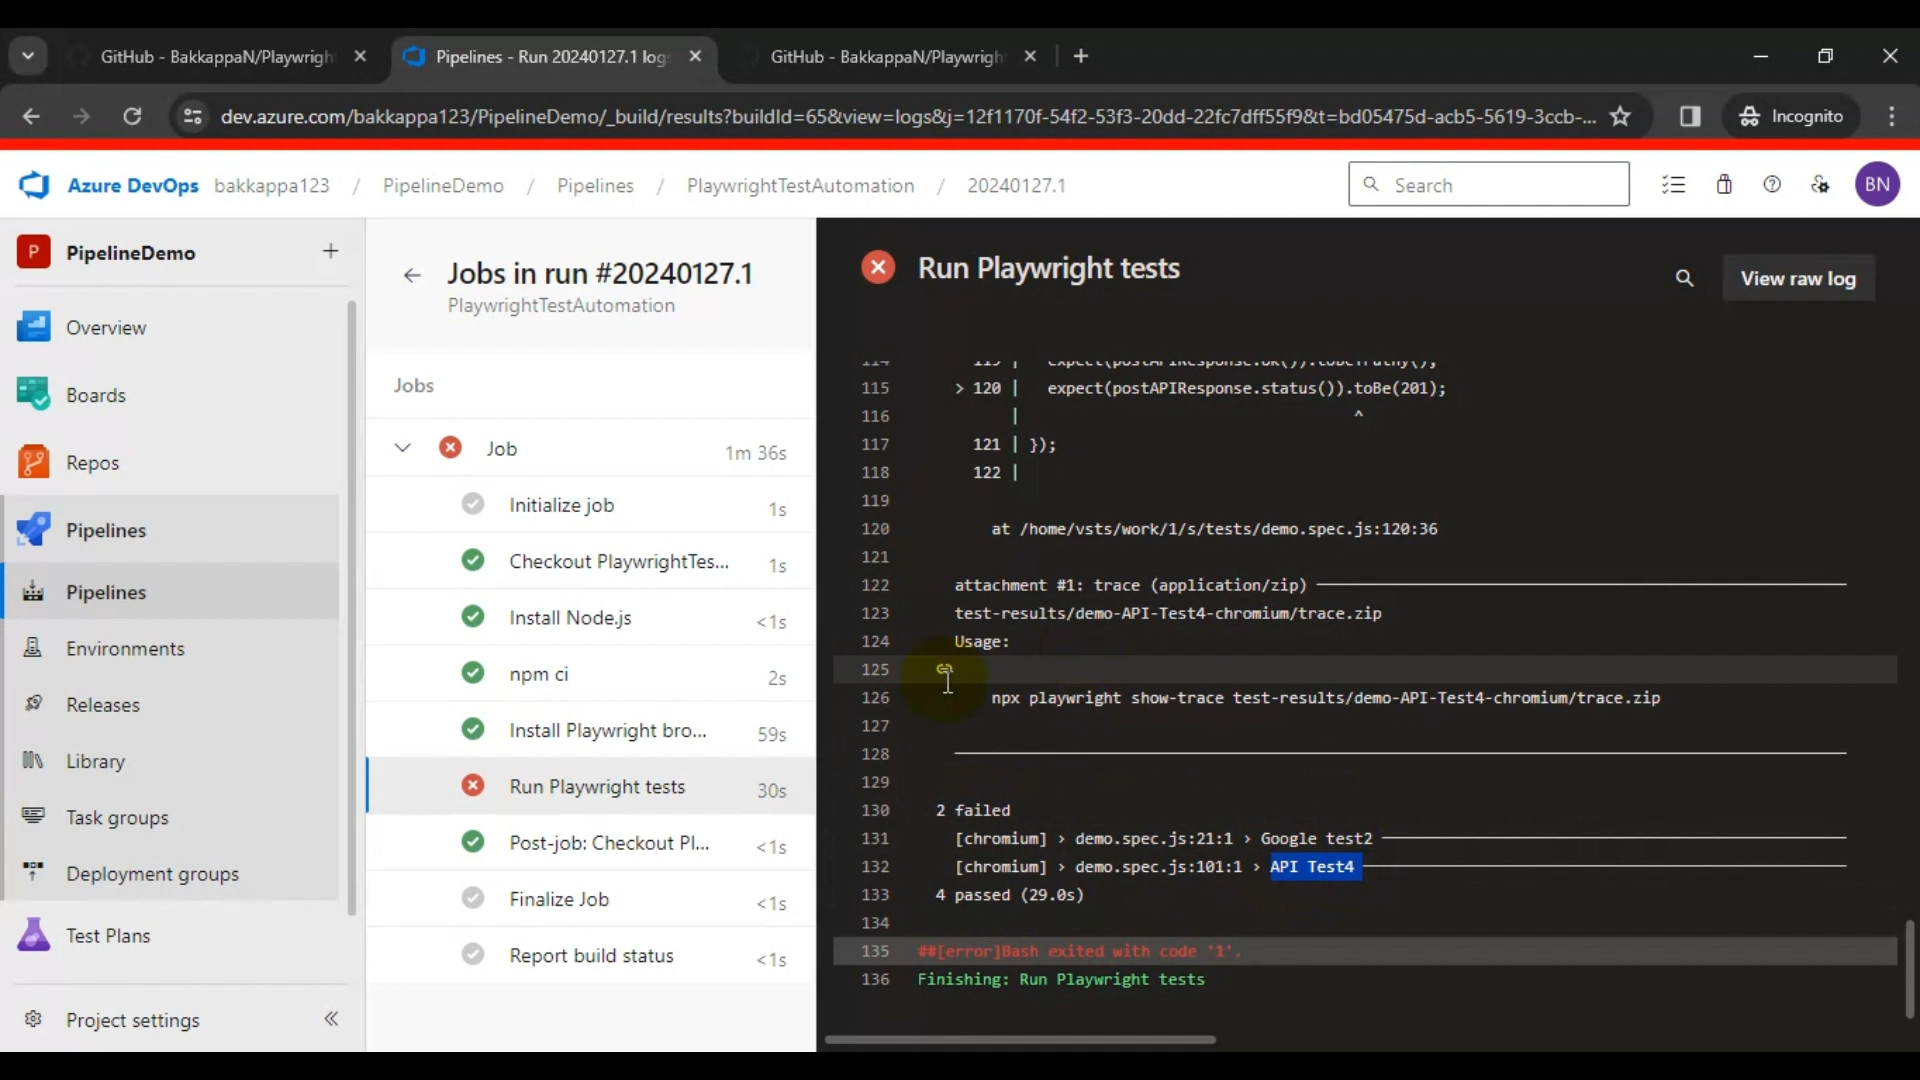 GitHub - BakkappaN/Playwrigh
Pipelines - Run 20240127.1 log
GitHub - BakkappaN/Playwrigh
dev.azure.com/bakkappa123/PipelineDemo/_build/results?buildId=65&view=logs&j=12f1170f-54f2-53f3-20dd-22fc7dff55f9&t=bd05475d-acb5-5619-3ccb-...
Incognito
Azure DevOps bakkappa123 / PipelineDemo / Pipelines / PlaywrightTestAutomation / 20240127.1
Search
BN
P PipelineDemo
Overview
Boards
Repos
Pipelines
Pipelines
Environments
Releases
Library
Task groups
Deployment groups
Test Plans
Project settings
Jobs in run #20240127.1
PlaywrightTestAutomation
Jobs
Job 1m 36s
Initialize job 1s
Checkout PlaywrightTes... 1s
Install Node.js <1s
npm ci 2s
Install Playwright bro... 59s
Run Playwright tests 30s
Post-job: Checkout Pl... <1s
Finalize Job <1s
Report build status <1s
Run Playwright tests
View raw log
114 119 | expect(postAPIResponse.ok()).toBeTruthy();
115 > 120 | expect(postAPIResponse.status()).toBe(201);
116 | ^
117 121 | });
118 122 |
119
120 at /home/vsts/work/1/s/tests/demo.spec.js:120:36
121
122 attachment #1: trace (application/zip)
123 test-results/demo-API-Test4-chromium/trace.zip
124 Usage:
125
126 npx playwright show-trace test-results/demo-API-Test4-chromium/trace.zip
127
128
129
130 2 failed
131 [chromium] › demo.spec.js:21:1 › Google test2
132 [chromium] › demo.spec.js:101:1 › API Test4
133 4 passed (29.0s)
134
135 ##[error]Bash exited with code '1'.
136 Finishing: Run Playwright tests